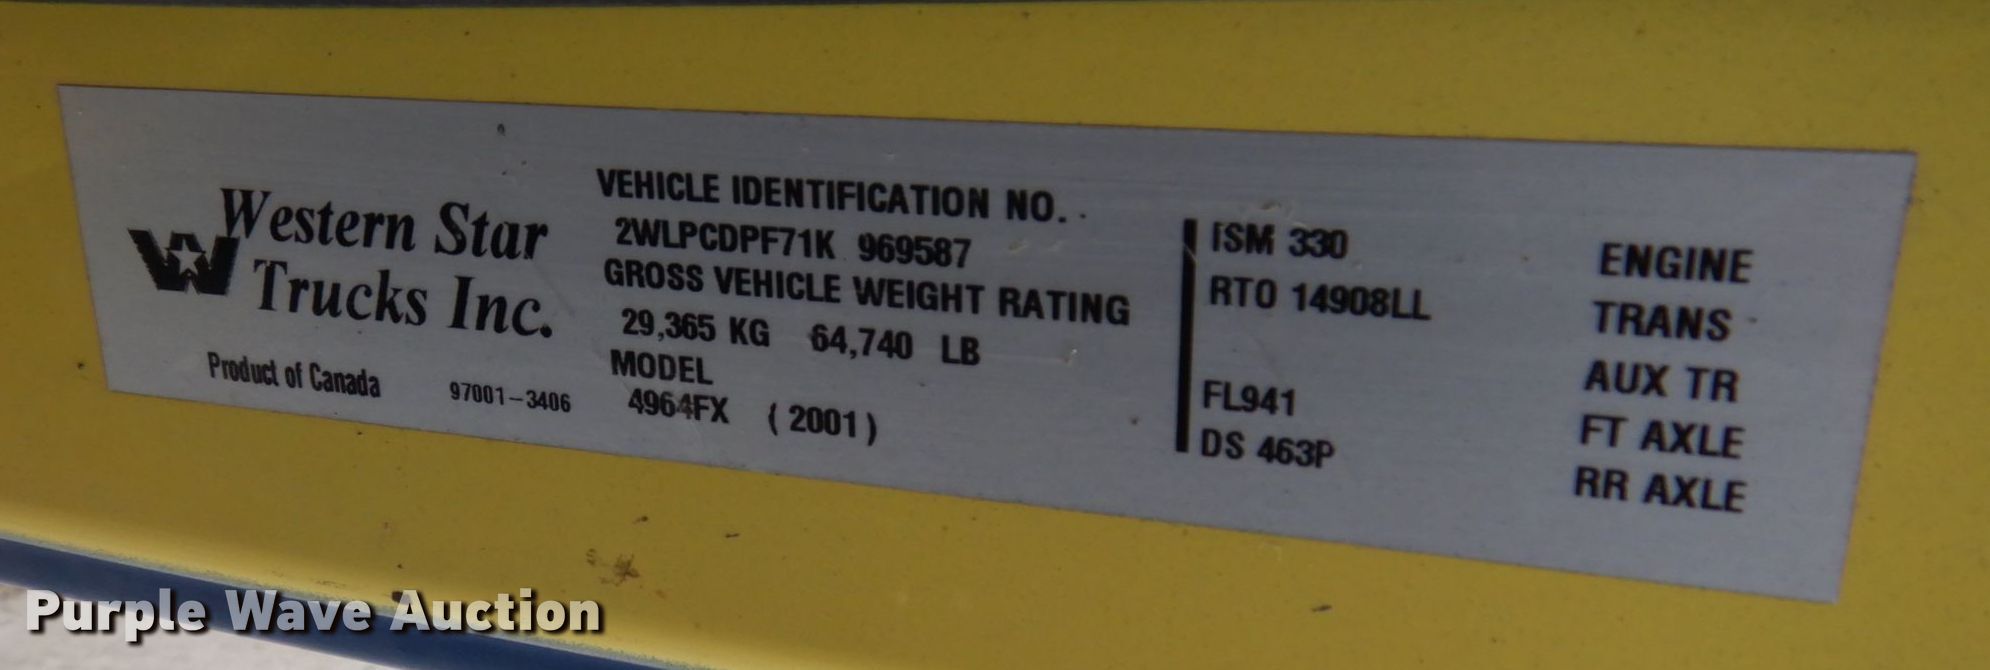 Western Star
Trucks Inc.
Product of Canada 97001-3406
VEHICLE IDENTIFICATION NO.
2WLPCDPF71K 969587
GROSS VEHICLE WEIGHT RATING
29,365 KG 64,740 LB
MODEL
4964FX (2001)
ISM 330 ENGINE
RTO 14908LL TRANS
AUX TR
FL941 FT AXLE
DS 463P RR AXLE
Purple Wave Auction